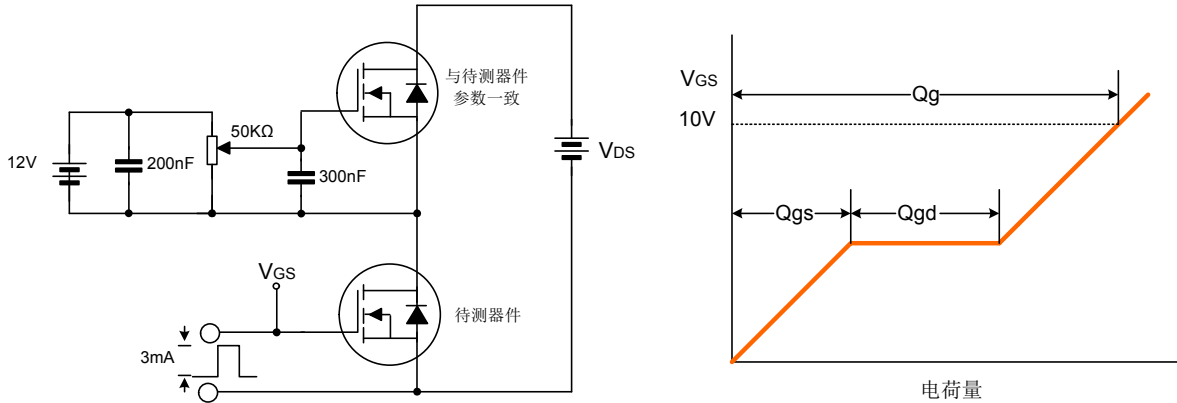 与待测器件
参数一致
12V
200nF
50KΩ
300nF
VDS
VGS
待测器件
3mA
VGS
10V
Qg
Qgs
Qgd
电荷量